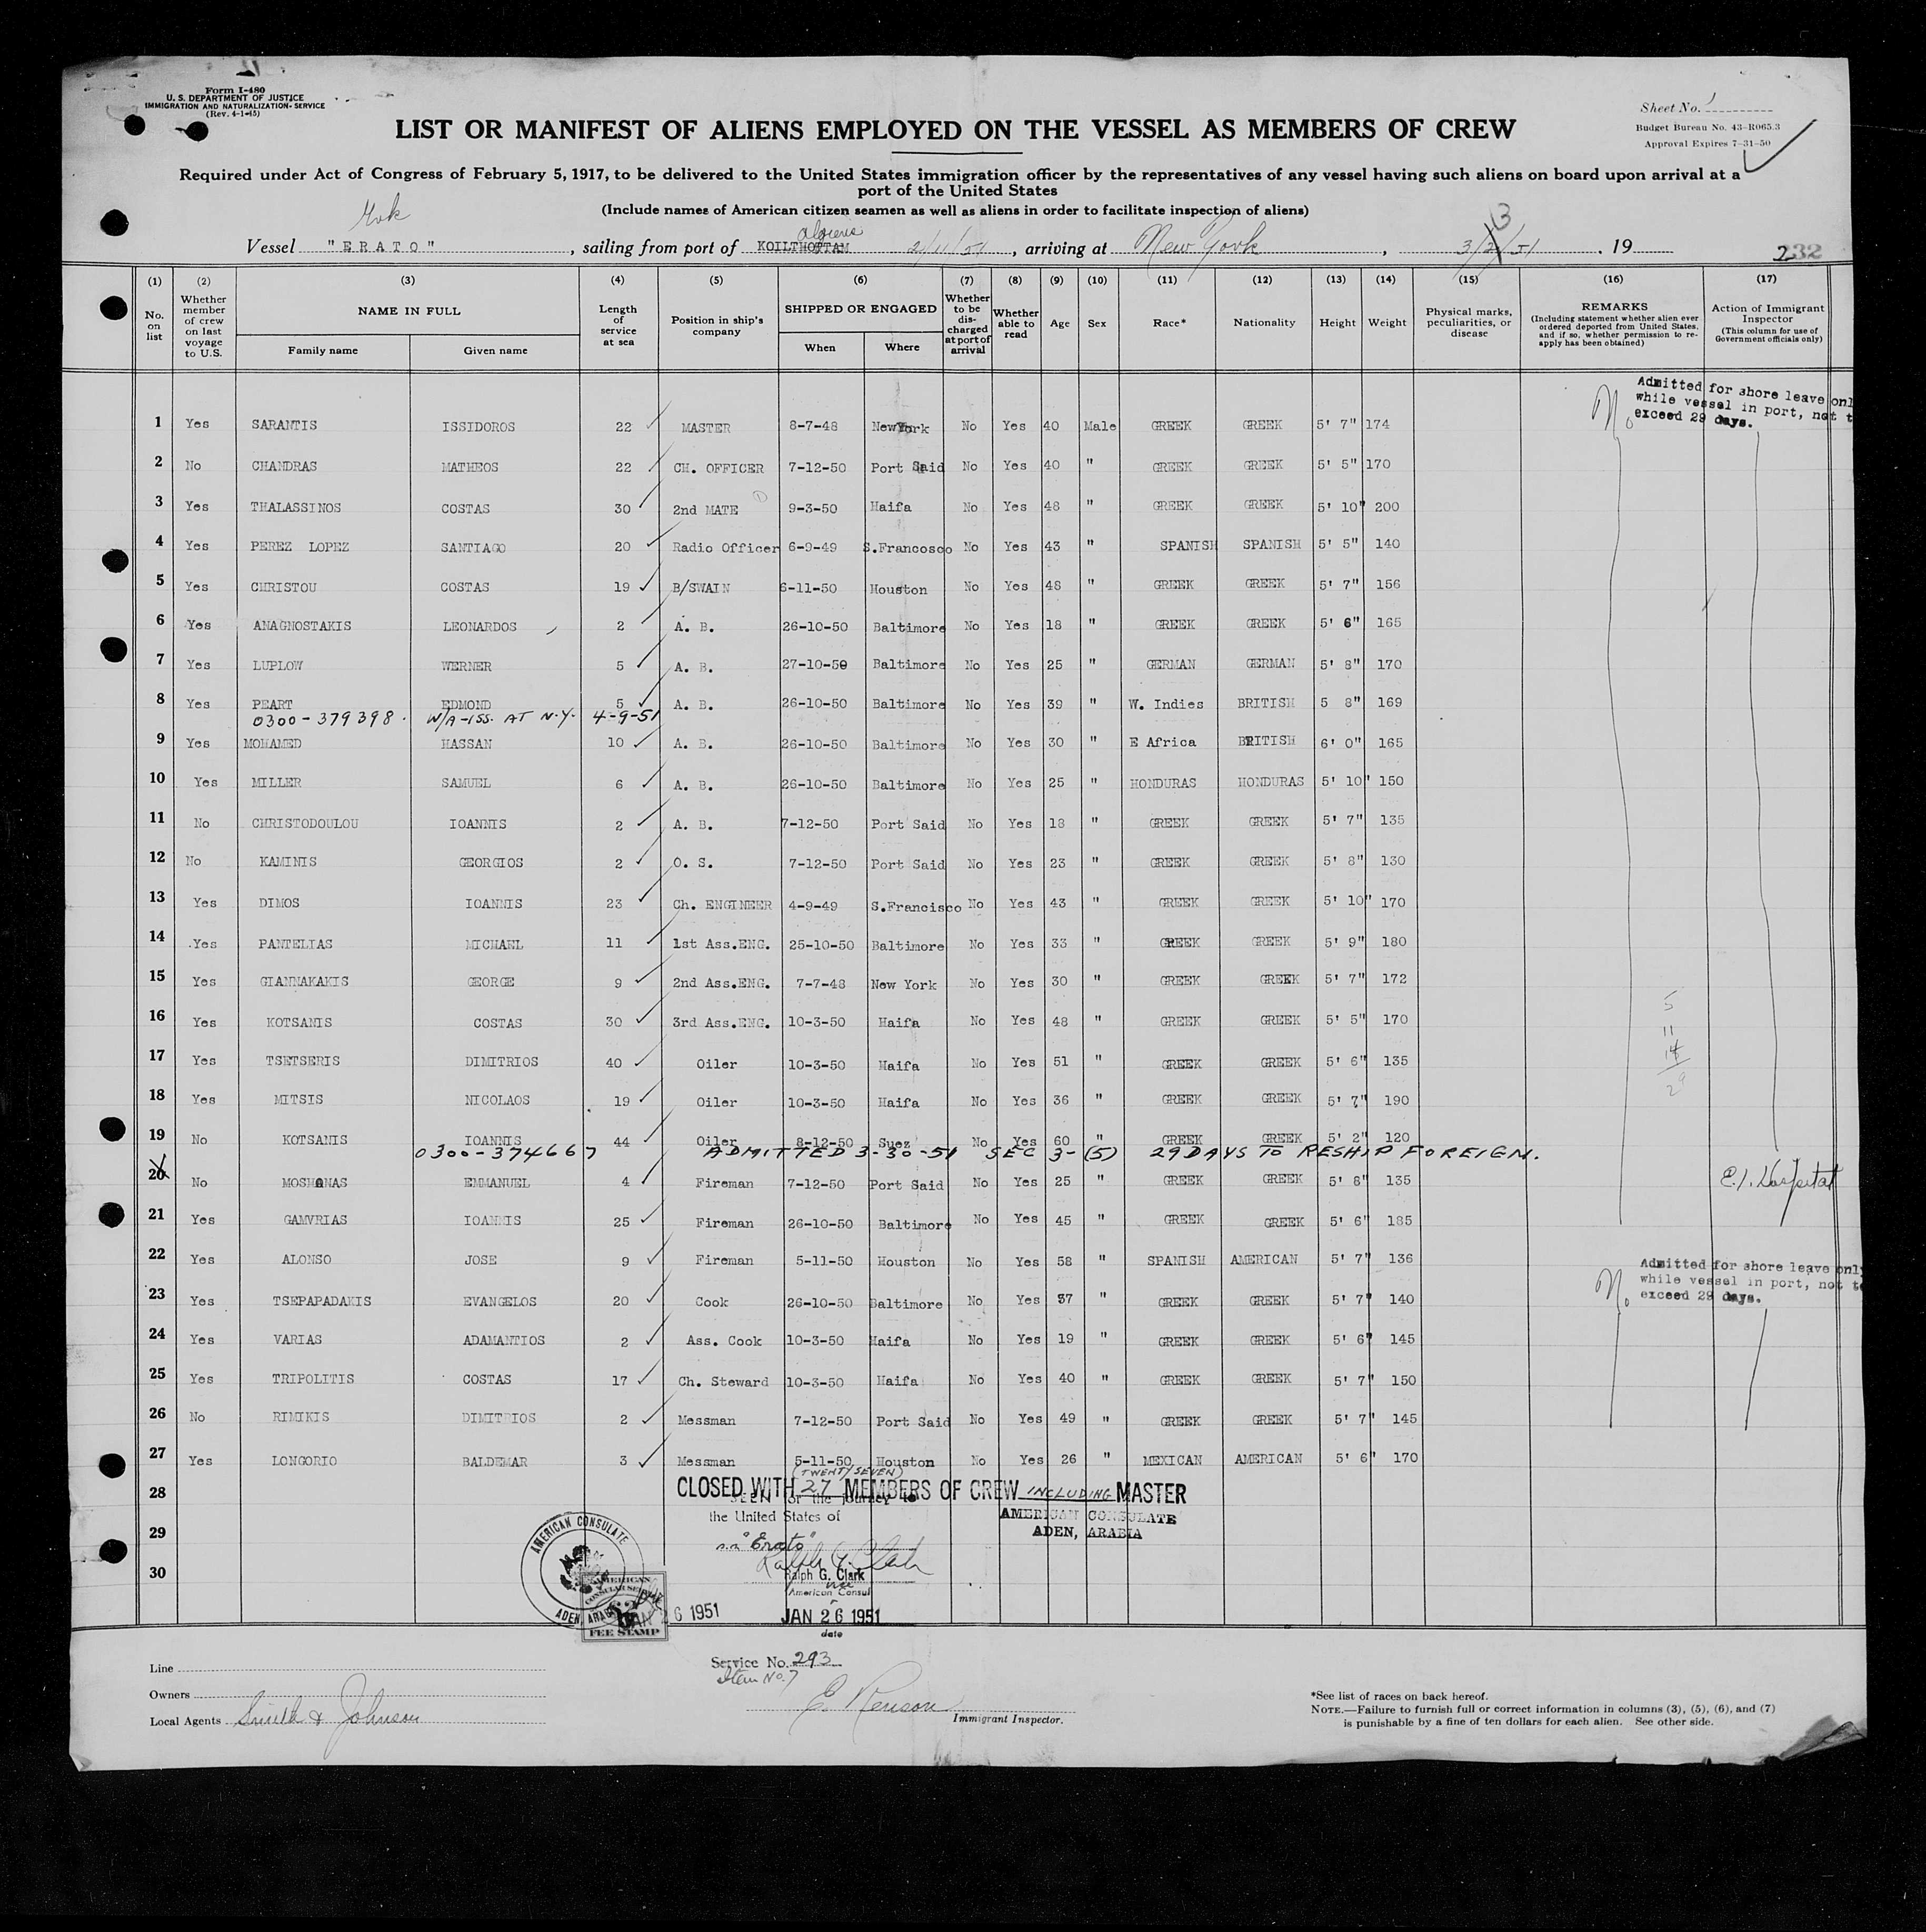 Form I-480
U. S. DEPARTMENT OF JUSTICE
IMMIGRATION AND NATURALIZATION SERVICE
(Rev. 4-1-45)
Sheet No. 1
Budget Bureau No. 43-R065.3
Approval Expires 7-31-50
LIST OR MANIFEST OF ALIENS EMPLOYED ON THE VESSEL AS MEMBERS OF CREW
Required under Act of Congress of February 5, 1917, to be delivered to the United States immigration officer by the representatives of any vessel having such aliens on board upon arrival at a
port of the United States
(Include names of American citizen seamen as well as aliens in order to facilitate inspection of aliens)
Vessel "ERATO", sailing from port of KOILTHOTTAM Algiers 2/11/51, arriving at New York, 3/2/51 3, 19
232
(1) (2) (3) (4) (5) (6) (7) (8) (9) (10) (11) (12) (13) (14) (15) (16) (17)
No. on list
Whether member of crew on last voyage to U.S.
NAME IN FULL
Family name
Given name
Length of service at sea
Position in ship's company
SHIPPED OR ENGAGED
When
Where
Whether to be discharged at port of arrival
Whether able to read
Age
Sex
Race*
Nationality
Height
Weight
Physical marks, peculiarities, or disease
REMARKS
(Including statement whether alien ever ordered deported from United States, and if so, whether permission to reapply has been obtained)
Action of Immigrant Inspector
(This column for use of Government officials only)
No
Admitted for shore leave onl
while vessel in port, not t
exceed 29 days.
1 Yes SARANTIS ISSIDOROS 22 MASTER 8-7-48 New York No Yes 40 Male GREEK GREEK 5' 7" 174
2 No CHANDRAS MATHEOS 22 CH. OFFICER 7-12-50 Port Said No Yes 40 " GREEK GREEK 5' 5" 170
3 Yes THALASSINOS COSTAS 30 2nd MATE 9-3-50 Haifa No Yes 48 " GREEK GREEK 5' 10" 200
4 Yes PEREZ LOPEZ SANTIAGO 20 Radio Officer 6-9-49 S.Francosco No Yes 43 " SPANISH SPANISH 5' 5" 140
5 Yes CHRISTOU COSTAS 19 B/SWAIN 6-11-50 Houston No Yes 48 " GREEK GREEK 5' 7" 156
6 Yes ANAGNOSTAKIS LEONARDOS 2 A. B. 26-10-50 Baltimore No Yes 18 " GREEK GREEK 5' 6" 165
7 Yes LUPLOW WERNER 5 A. B. 27-10-50 Baltimore No Yes 25 " GERMAN GERMAN 5' 8" 170
8 Yes PEART EDMOND 5 A. B. 26-10-50 Baltimore No Yes 39 " W. Indies BRITISH 5 8" 169
0300-379398. W/A-ISS. AT N.Y. 4-9-51
9 Yes MOHAMED HASSAN 10 A. B. 26-10-50 Baltimore No Yes 30 " E Africa BRITISH 6' 0" 165
10 Yes MILLER SAMUEL 6 A. B. 26-10-50 Baltimore No Yes 25 " HONDURAS HONDURAS 5' 10" 150
11 No CHRISTODOULOU IOANNIS 2 A. B. 7-12-50 Port Said No Yes 18 " GREEK GREEK 5' 7" 135
12 No KAMINIS GEORGIOS 2 O. S. 7-12-50 Port Said No Yes 23 " GREEK GREEK 5' 8" 130
13 Yes DIMOS IOANNIS 23 Ch. ENGINEER 4-9-49 S.Francisco No Yes 43 " GREEK GREEK 5' 10" 170
14 Yes PANTELIAS MICHAEL 11 1st Ass.ENG. 25-10-50 Baltimore No Yes 33 " GREEK GREEK 5' 9" 180
15 Yes GIANNAKAKIS GEORGE 9 2nd Ass.ENG. 7-7-48 New York No Yes 30 " GREEK GREEK 5' 7" 172
16 Yes KOTSANIS COSTAS 30 3rd Ass.ENG. 10-3-50 Haifa No Yes 48 " GREEK GREEK 5' 5" 170
5
11
14
29
17 Yes TSETSERIS DIMITRIOS 40 Oiler 10-3-50 Haifa No Yes 51 " GREEK GREEK 5' 6" 135
18 Yes MITSIS NICOLAOS 19 Oiler 10-3-50 Haifa No Yes 36 " GREEK GREEK 5' 7" 190
19 No KOTSANIS IOANNIS 44 Oiler 8-12-50 Suez No Yes 60 " GREEK GREEK 5' 2" 120
0300-374667 ADMITTED 3-30-51 SEC 3-(5) 29 DAYS TO RESHIP FOREIGN.
20 No MOSHANAS EMMANUEL 4 Fireman 7-12-50 Port Said No Yes 25 " GREEK GREEK 5' 8" 135 E.I. Hospital
21 Yes GAMVRIAS IOANNIS 25 Fireman 26-10-50 Baltimore No Yes 45 " GREEK GREEK 5' 6" 185
22 Yes ALONSO JOSE 9 Fireman 5-11-50 Houston No Yes 58 " SPANISH AMERICAN 5' 7" 136
No
Admitted for shore leave only
while vessel in port, not to
exceed 29 days.
23 Yes TSEPAPADAKIS EVANGELOS 20 Cook 26-10-50 Baltimore No Yes 37 " GREEK GREEK 5' 7" 140
24 Yes VARIAS ADAMANTIOS 2 Ass. Cook 10-3-50 Haifa No Yes 19 " GREEK GREEK 5' 6" 145
25 Yes TRIPOLITIS COSTAS 17 Ch. Steward 10-3-50 Haifa No Yes 40 " GREEK GREEK 5' 7" 150
26 No RIMIKIS DIMITRIOS 2 Messman 7-12-50 Port Said No Yes 49 " GREEK GREEK 5' 7" 145
27 Yes LONGORIO BALDEMAR 3 Messman 5-11-50 Houston No Yes 26 " MEXICAN AMERICAN 5' 6" 170
(TWENTY SEVEN)
28 CLOSED WITH 27 MEMBERS OF CREW INCLUDING MASTER
SEEN for the journey to
the United States of
AMERICAN CONSULATE
ADEN, ARABIA
29
"Erato"
Ralph G. Clark
30
Ralph G. Clark
vice
American Consul
AMERICAN CONSULATE
ADEN, ARABIA
AMERICAN
CONSULAR SERVICE
FEE STAMP
JAN 26 1951
JAN 26 1951
date
Line
Owners
Local Agents Smith & Johnson
Service No. 293
Item No. 7
E. Renson
Immigrant Inspector.
*See list of races on back hereof.
NOTE.—Failure to furnish full or correct information in columns (3), (5), (6), and (7)
is punishable by a fine of ten dollars for each alien. See other side.